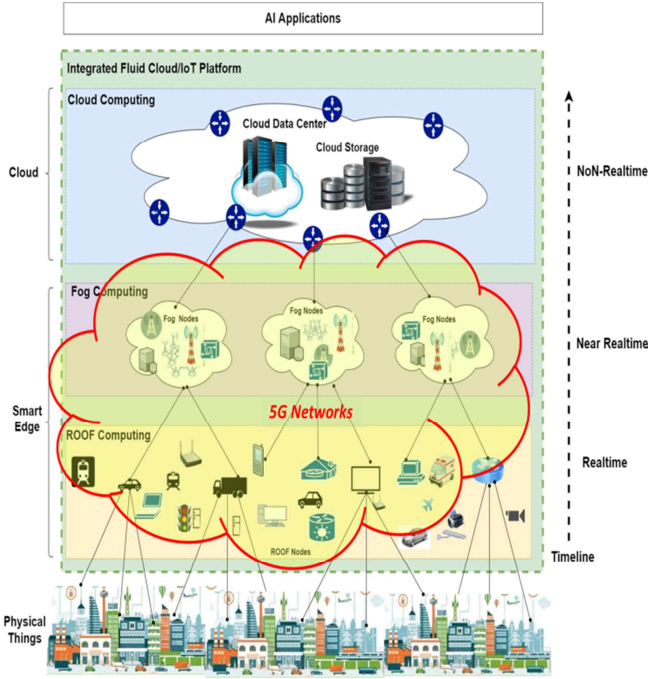 AI Applications
Integrated Fluid Cloud/IoT Platform
Cloud Computing
Cloud Data Center
Cloud Storage
Cloud
NoN-Realtime
Fog Computing
Fog Nodes
Fog Nodes
Fog Nodes
Near Realtime
5G Networks
Smart
Edge
ROOF Computing
Realtime
ROOF Nodes
Timeline
Physical
Things